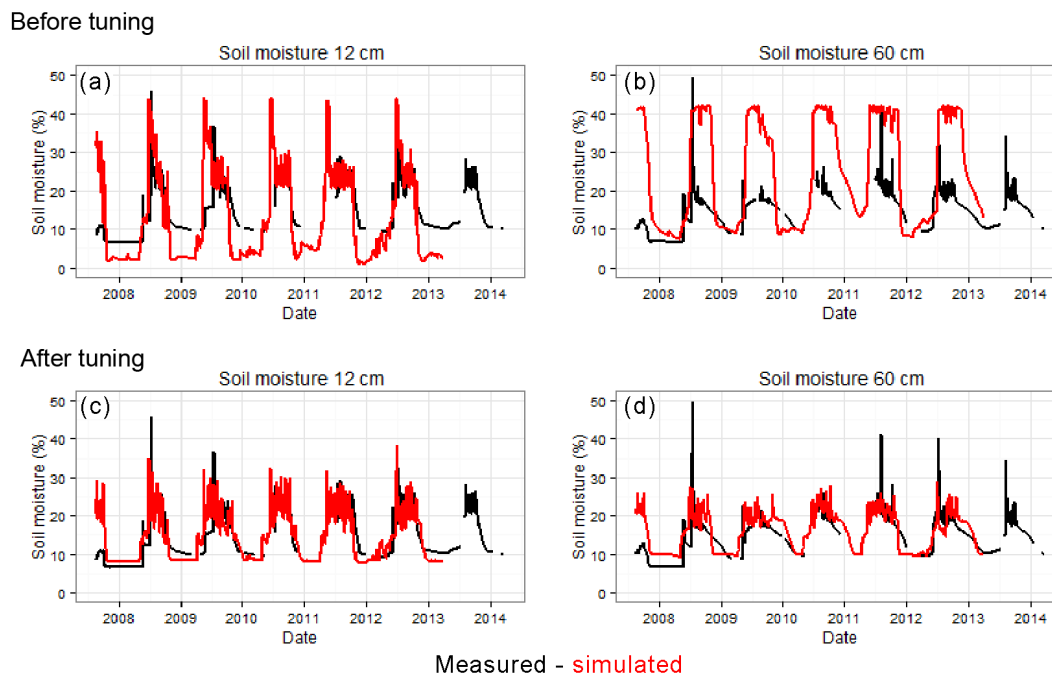 Before tuning
Soil moisture 12 cm
(a)
Soil moisture (%)
50
40
30
20
10
0
2008 2009 2010 2011 2012 2013 2014
Date
Soil moisture 60 cm
(b)
Soil moisture (%)
50
40
30
20
10
0
2008 2009 2010 2011 2012 2013 2014
Date
After tuning
Soil moisture 12 cm
(c)
Soil moisture (%)
50
40
30
20
10
0
2008 2009 2010 2011 2012 2013 2014
Date
Soil moisture 60 cm
(d)
Soil moisture (%)
50
40
30
20
10
0
2008 2009 2010 2011 2012 2013 2014
Date
Measured - simulated